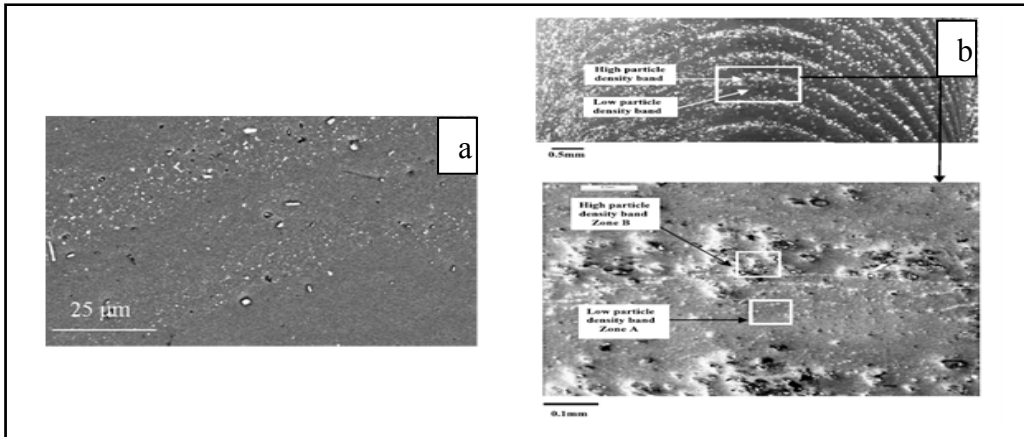 a
25 µm
b
High particle
density band
Low particle
density band
0.5mm
High particle
density band
Zone B
Low particle
density band
Zone A
0.1mm